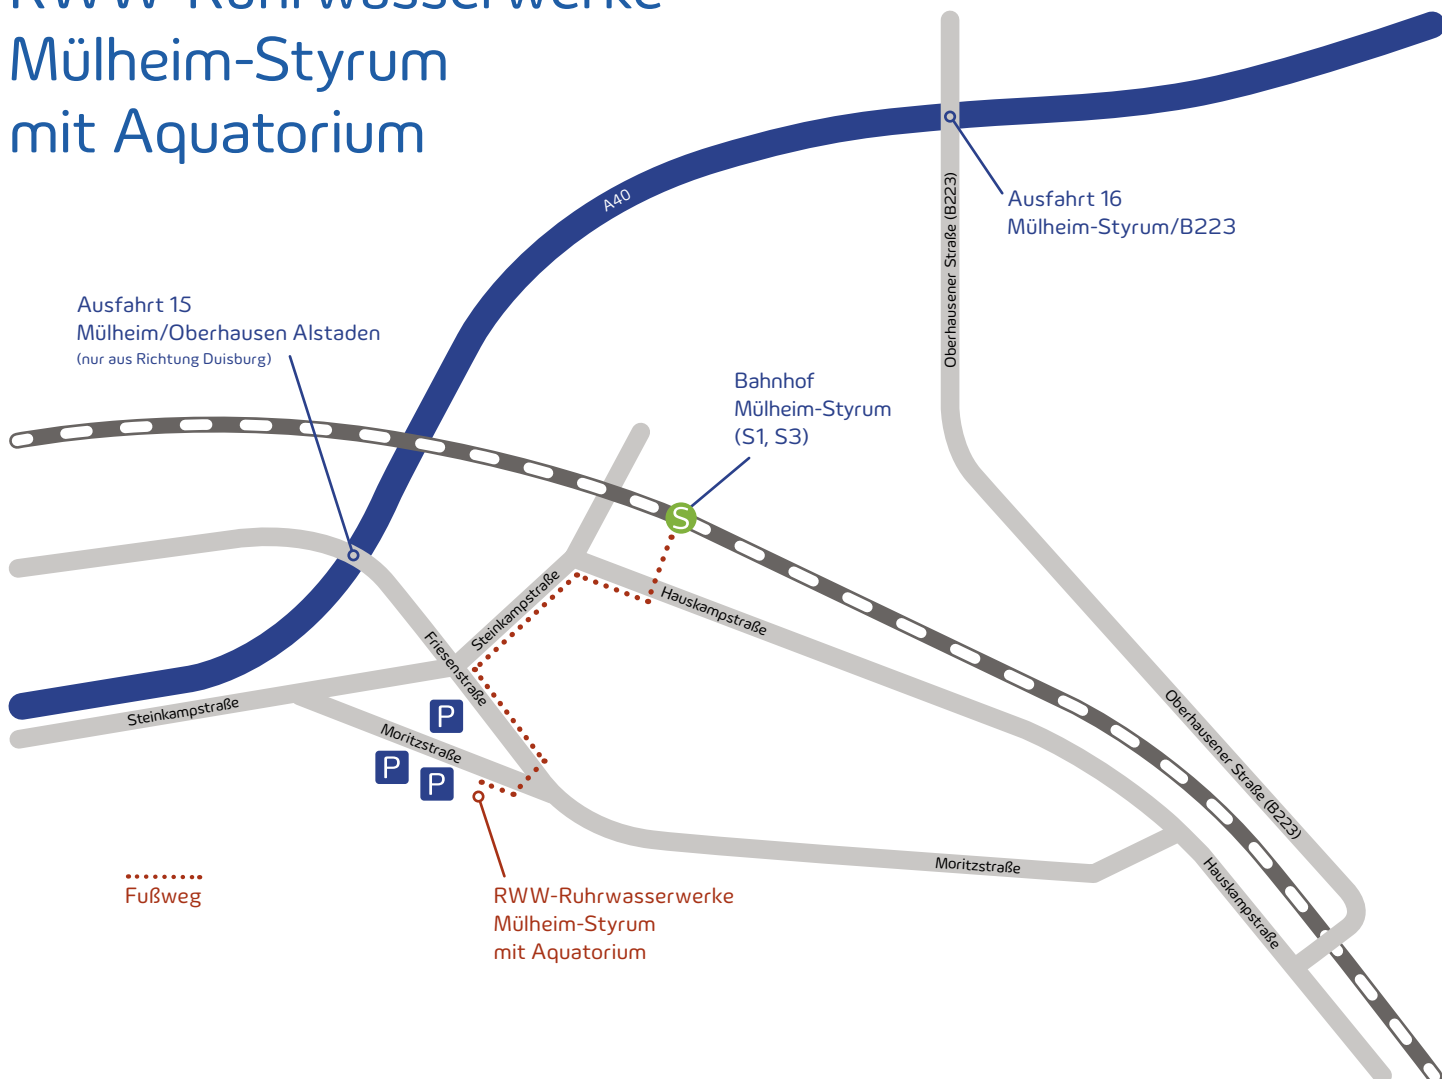 RWW-Ruhrwasserwerke
Mülheim-Styrum
mit Aquatorium
A40
Ausfahrt 16
Mülheim-Styrum/B223
Oberhausener Straße (B223)
Ausfahrt 15
Mülheim/Oberhausen Alstaden
(nur aus Richtung Duisburg)
Bahnhof
Mülheim-Styrum
(S1, S3)
S
Steinkampstraße
Hauskampstraße
Friesenstraße
Steinkampstraße
Moritzstraße
P
P
P
Oberhausener Straße (B223)
Moritzstraße
Hauskampstraße
Fußweg
RWW-Ruhrwasserwerke
Mülheim-Styrum
mit Aquatorium